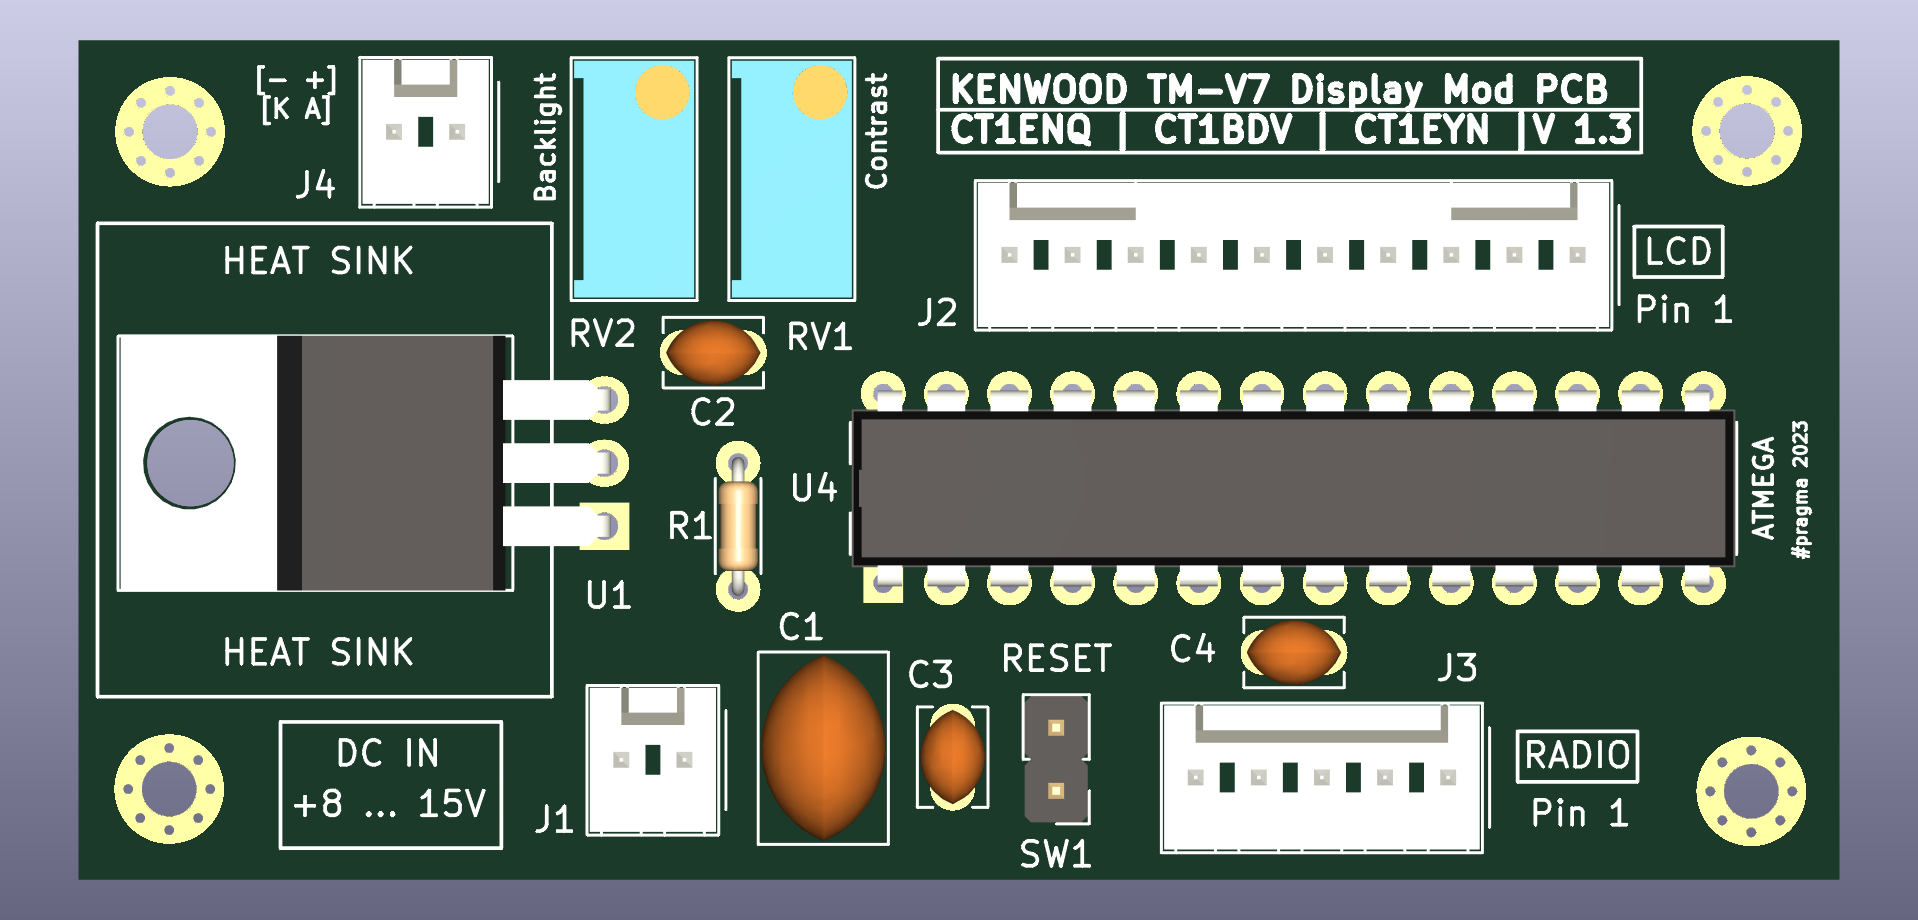 [- +]
[K A]
J4
Backlight
Contrast
KENWOOD TM-V7 Display Mod PCB
CT1ENQ | CT1BDV | CT1EYN |V 1.3
HEAT SINK
LCD
Pin 1
J2
RV2
RV1
C2
U4
R1
ATMEGA
#pragma 2023
U1
HEAT SINK
C1
RESET
C4
C3
J3
DC IN
+8 ... 15V
J1
SW1
RADIO
Pin 1